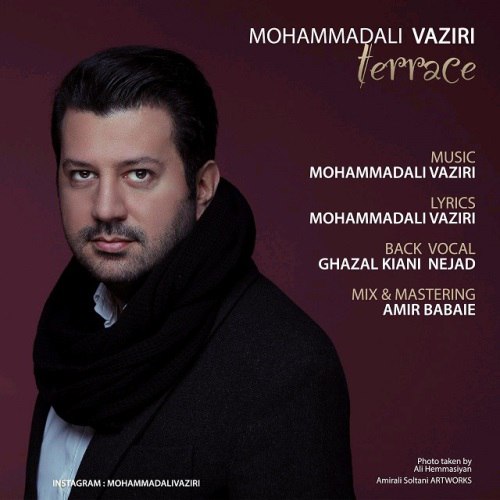 MOHAMMADALI VAZIRI
terrace
MUSIC
MOHAMMADALI VAZIRI
LYRICS
MOHAMMADALI VAZIRI
BACK VOCAL
GHAZAL KIANI NEJAD
MIX & MASTERING
AMIR BABAIE
Photo taken by
Ali Hemmasiyan
Amirali Soltani ARTWORKS
INSTAGRAM : MOHAMMADALIVAZIRI